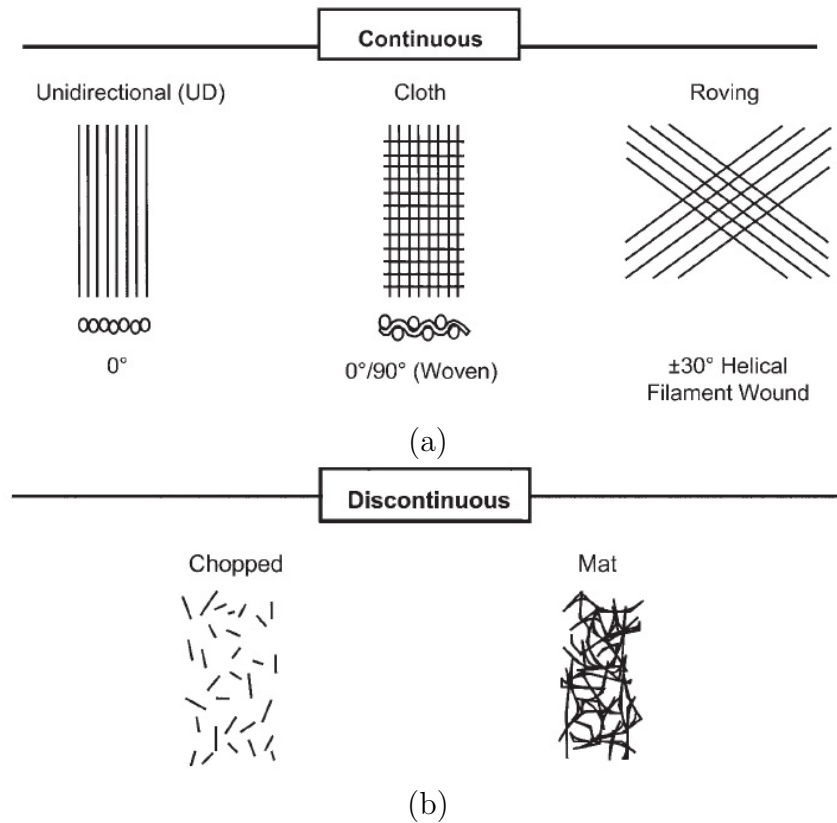 Continuous
Unidirectional (UD)
Cloth
Roving
0°
0°/90° (Woven)
±30° Helical
Filament Wound
(a)
Discontinuous
Chopped
Mat
(b)